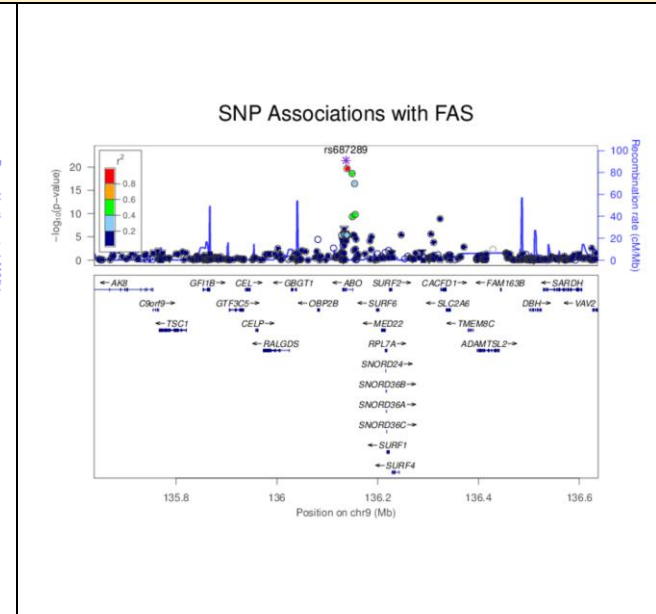 SNP Associations with FAS
rs687289
r²
0.8
0.6
0.4
0.2
20
15
10
5
0
−log₁₀(p−value)
100
80
60
40
20
0
Recombination rate (cM/Mb)
←AK8 GFI1B→ CEL→ ←GBGT1 ←ABO SURF2→ CACFD1→ ←FAM163B ←SARDH
C9orf9→ GTF3C5→ ←OBP2B ←SURF6 ←SLC2A6 DBH→ ←VAV2
←TSC1 CELP→ ←MED22 ←TMEM8C
←RALGDS RPL7A→ ADAMTSL2→
SNORD24→
SNORD36B→
SNORD36A→
SNORD36C→
←SURF1
←SURF4
135.8 136 136.2 136.4 136.6
Position on chr9 (Mb)